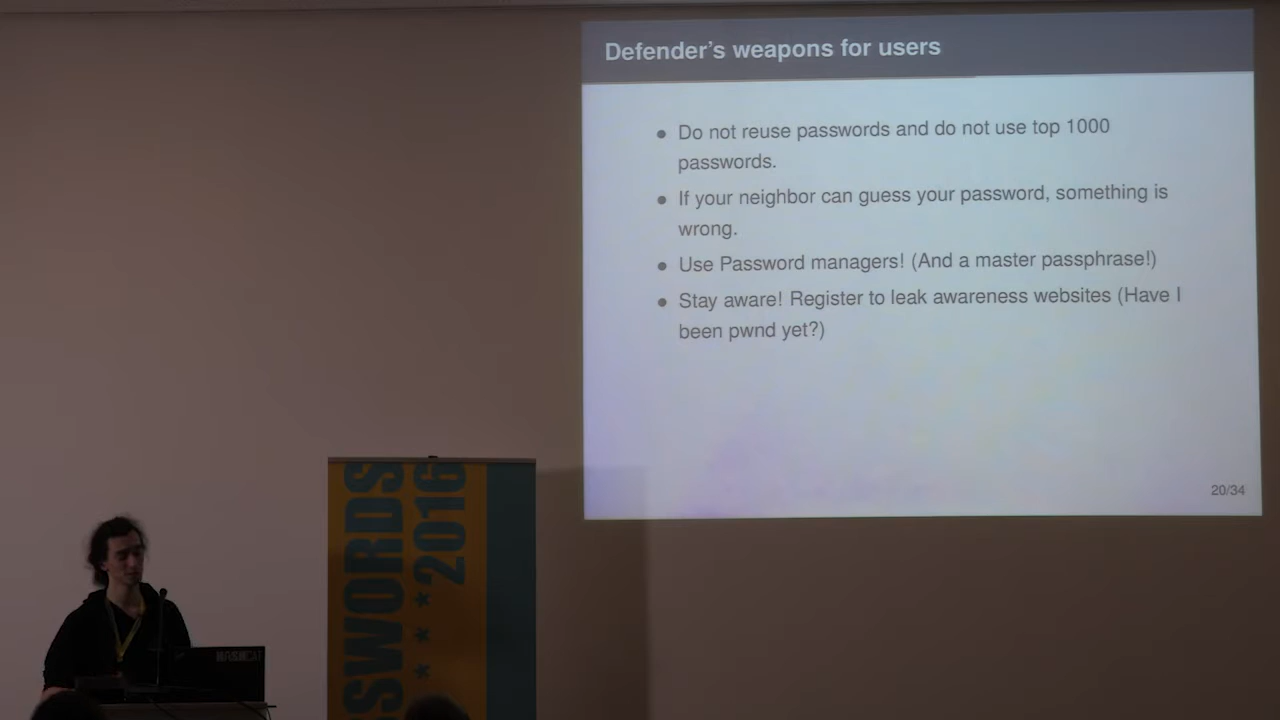 Defender's weapons for users
● Do not reuse passwords and do not use top 1000
passwords.
● If your neighbor can guess your password, something is
wrong.
● Use Password managers! (And a master passphrase!)
● Stay aware! Register to leak awareness websites (Have I
been pwnd yet?)
20/34
SWORDS
* * *2016